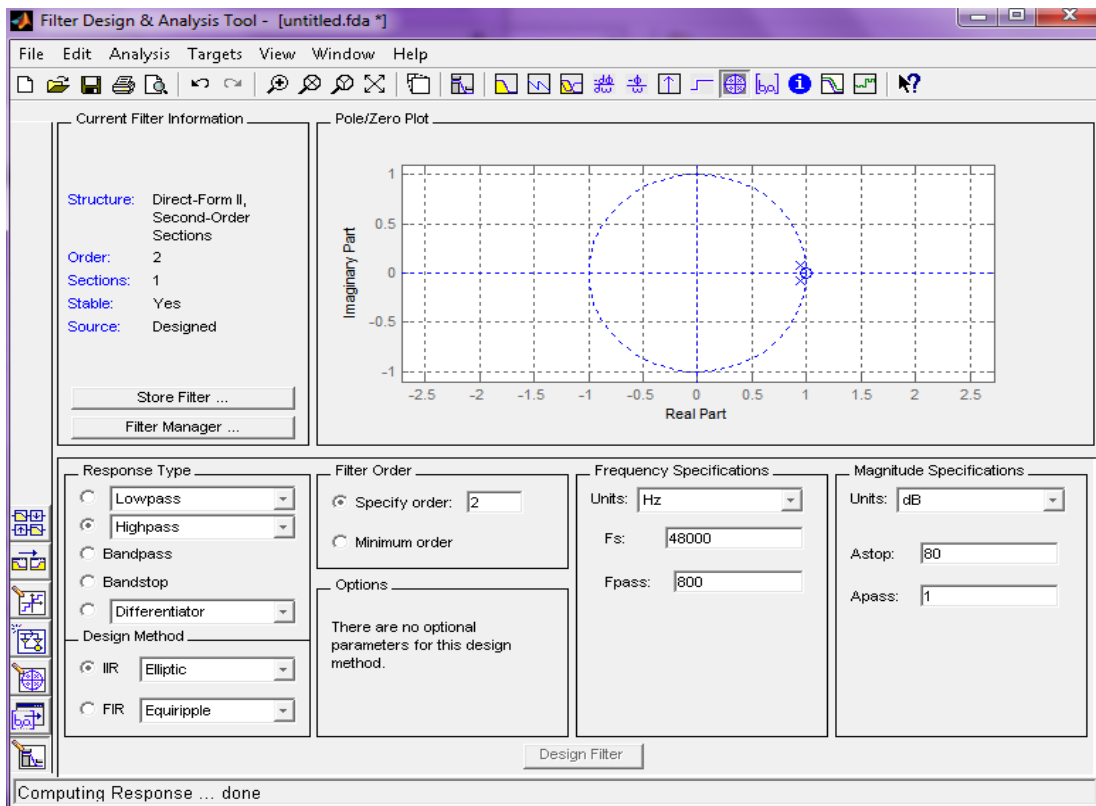 Filter Design & Analysis Tool - [untitled.fda *]
File Edit Analysis Targets View Window Help
Current Filter Information
Structure: Direct-Form II,
Second-Order
Sections
Order: 2
Sections: 1
Stable: Yes
Source: Designed
Store Filter ...
Filter Manager ...
Pole/Zero Plot
Imaginary Part
1
0.5
0
-0.5
-1
-2.5 -2 -1.5 -1 -0.5 0 0.5 1 1.5 2 2.5
Real Part
Response Type
Lowpass
Highpass
Bandpass
Bandstop
Differentiator
Design Method
IIR Elliptic
FIR Equiripple
Filter Order
Specify order: 2
Minimum order
Options
There are no optional
parameters for this design
method.
Frequency Specifications
Units: Hz
Fs: 48000
Fpass: 800
Magnitude Specifications
Units: dB
Astop: 80
Apass: 1
Design Filter
Computing Response ... done